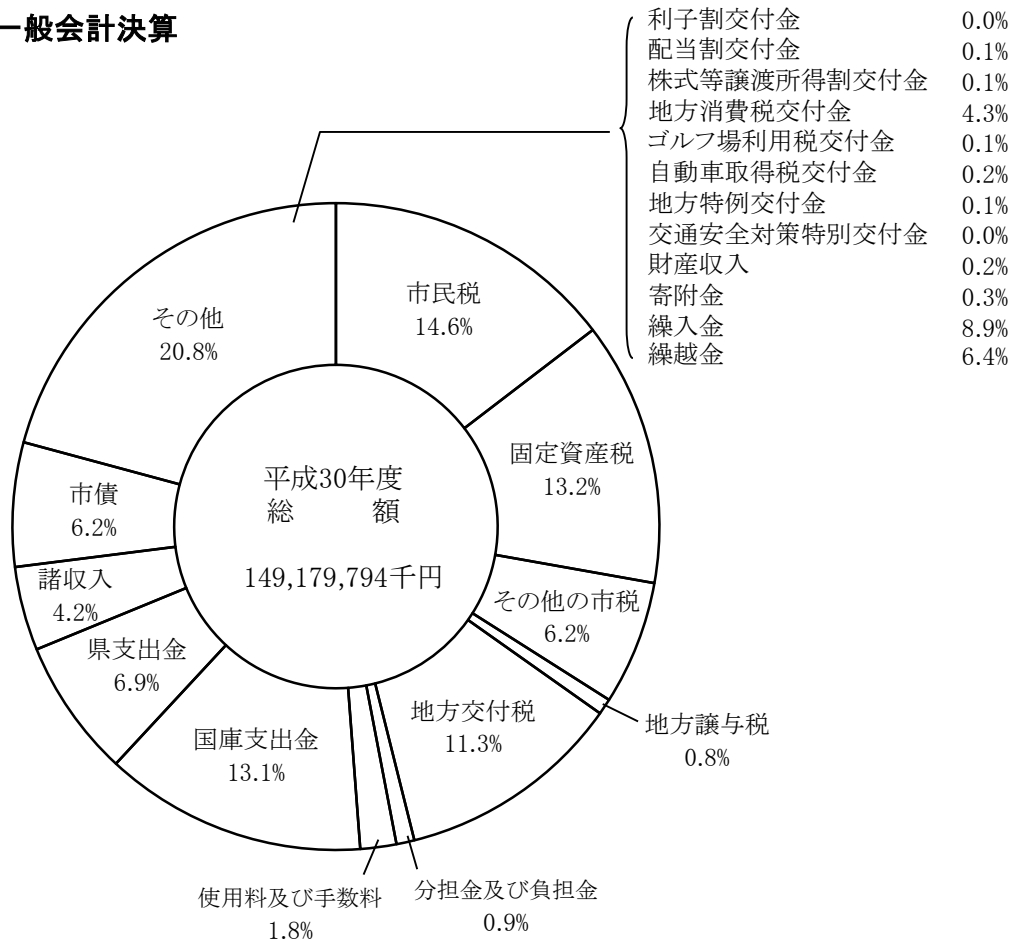 一般会計決算
利子割交付金 0.0%
配当割交付金 0.1%
株式等譲渡所得割交付金 0.1%
地方消費税交付金 4.3%
ゴルフ場利用税交付金 0.1%
自動車取得税交付金 0.2%
地方特例交付金 0.1%
交通安全対策特別交付金 0.0%
財産収入 0.2%
寄附金 0.3%
繰入金 8.9%
繰越金 6.4%
市民税
14.6%
固定資産税
13.2%
その他の市税
6.2%
地方譲与税
0.8%
地方交付税
11.3%
分担金及び負担金
0.9%
使用料及び手数料
1.8%
国庫支出金
13.1%
県支出金
6.9%
諸収入
4.2%
市債
6.2%
その他
20.8%
平成30年度
総 額
149,179,794千円